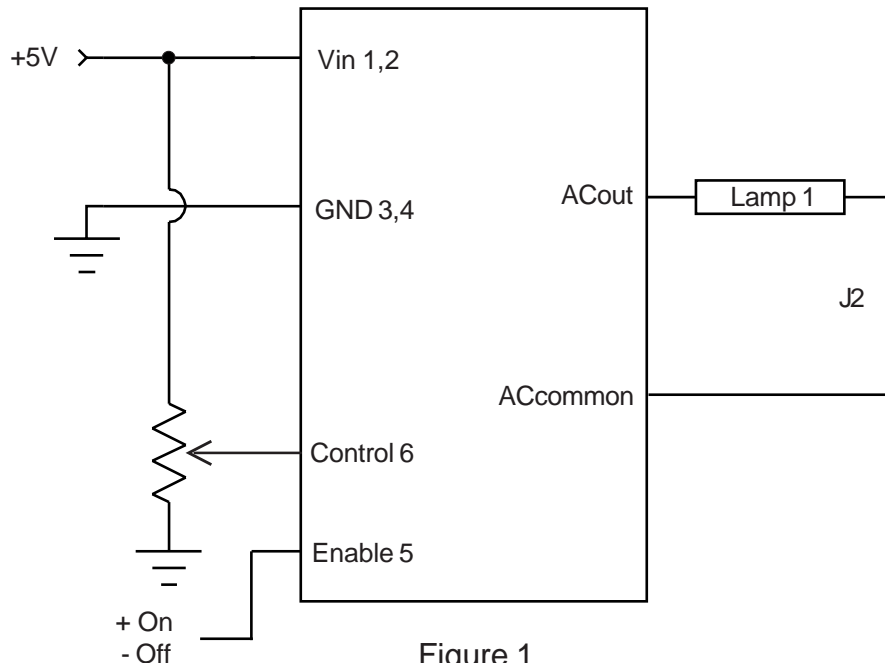 +5V
Vin 1,2
GND 3,4
ACout
Lamp 1
J2
ACcommon
Control 6
Enable 5
+ On
- Off
Figure 1